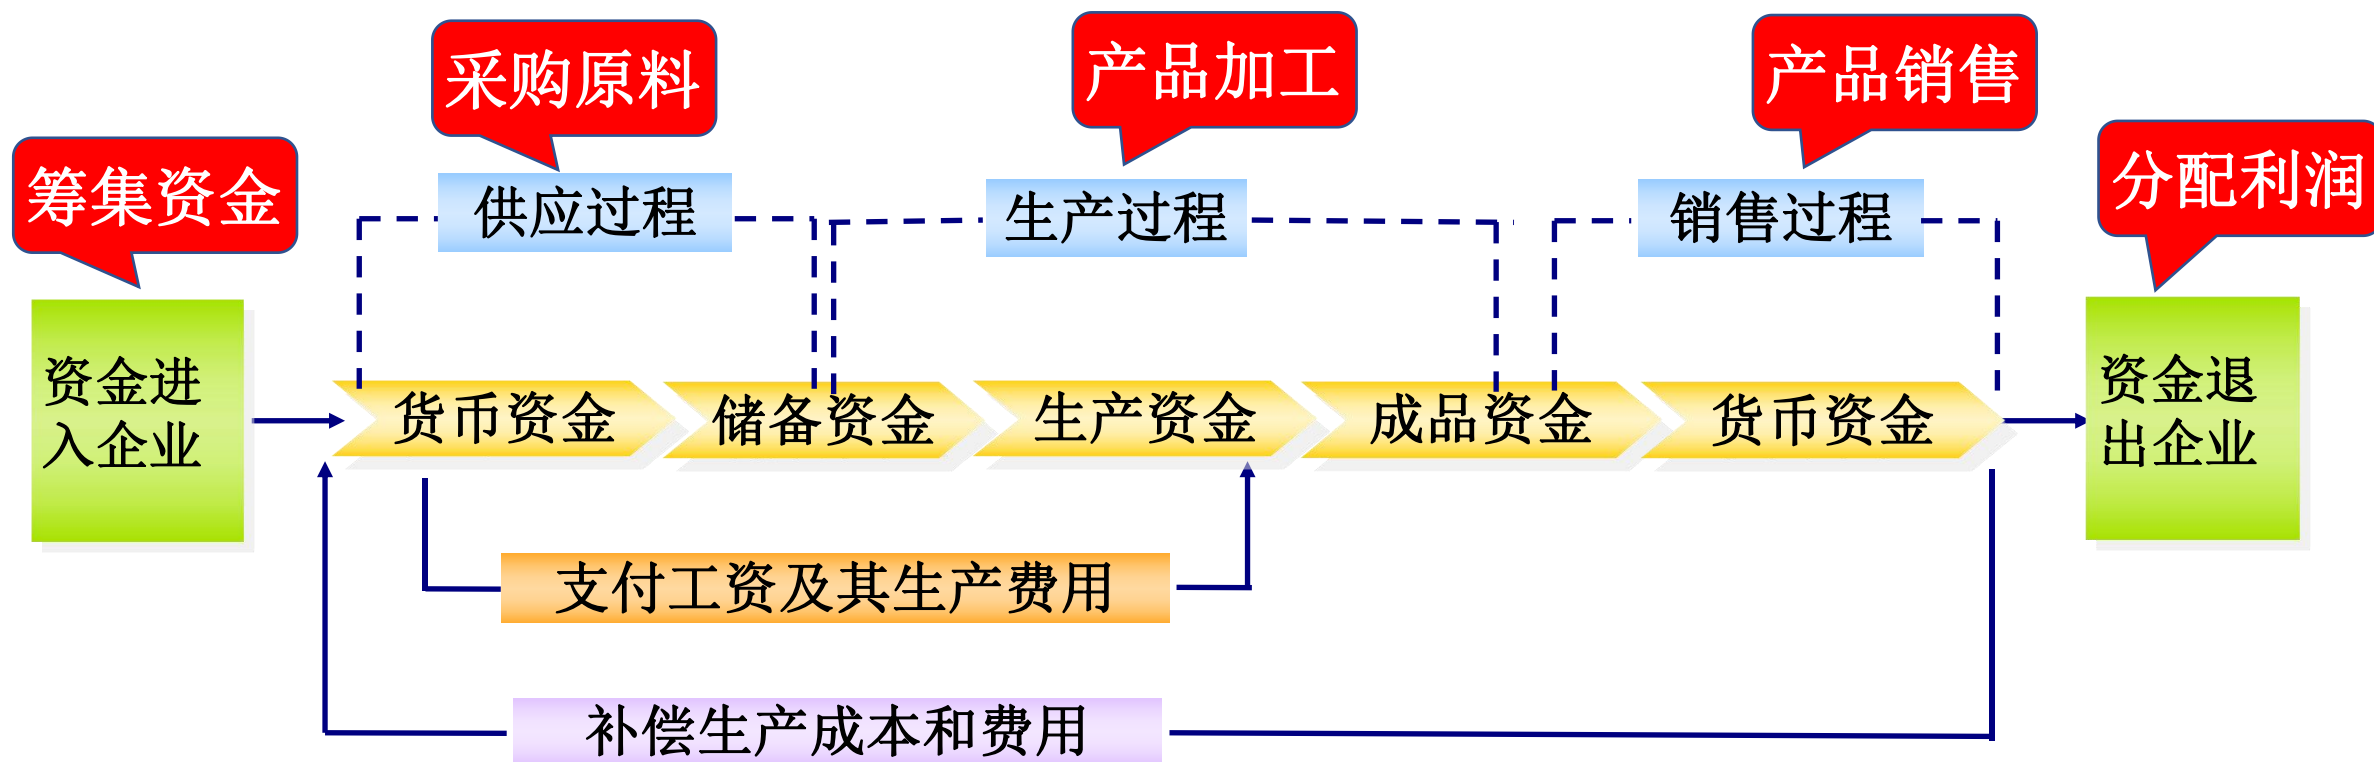 采购原料
产品加工
产品销售
筹集资金
分配利润
供应过程
生产过程
销售过程
资金进
入企业
货币资金
储备资金
生产资金
成品资金
货币资金
资金退
出企业
支付工资及其生产费用
补偿生产成本和费用